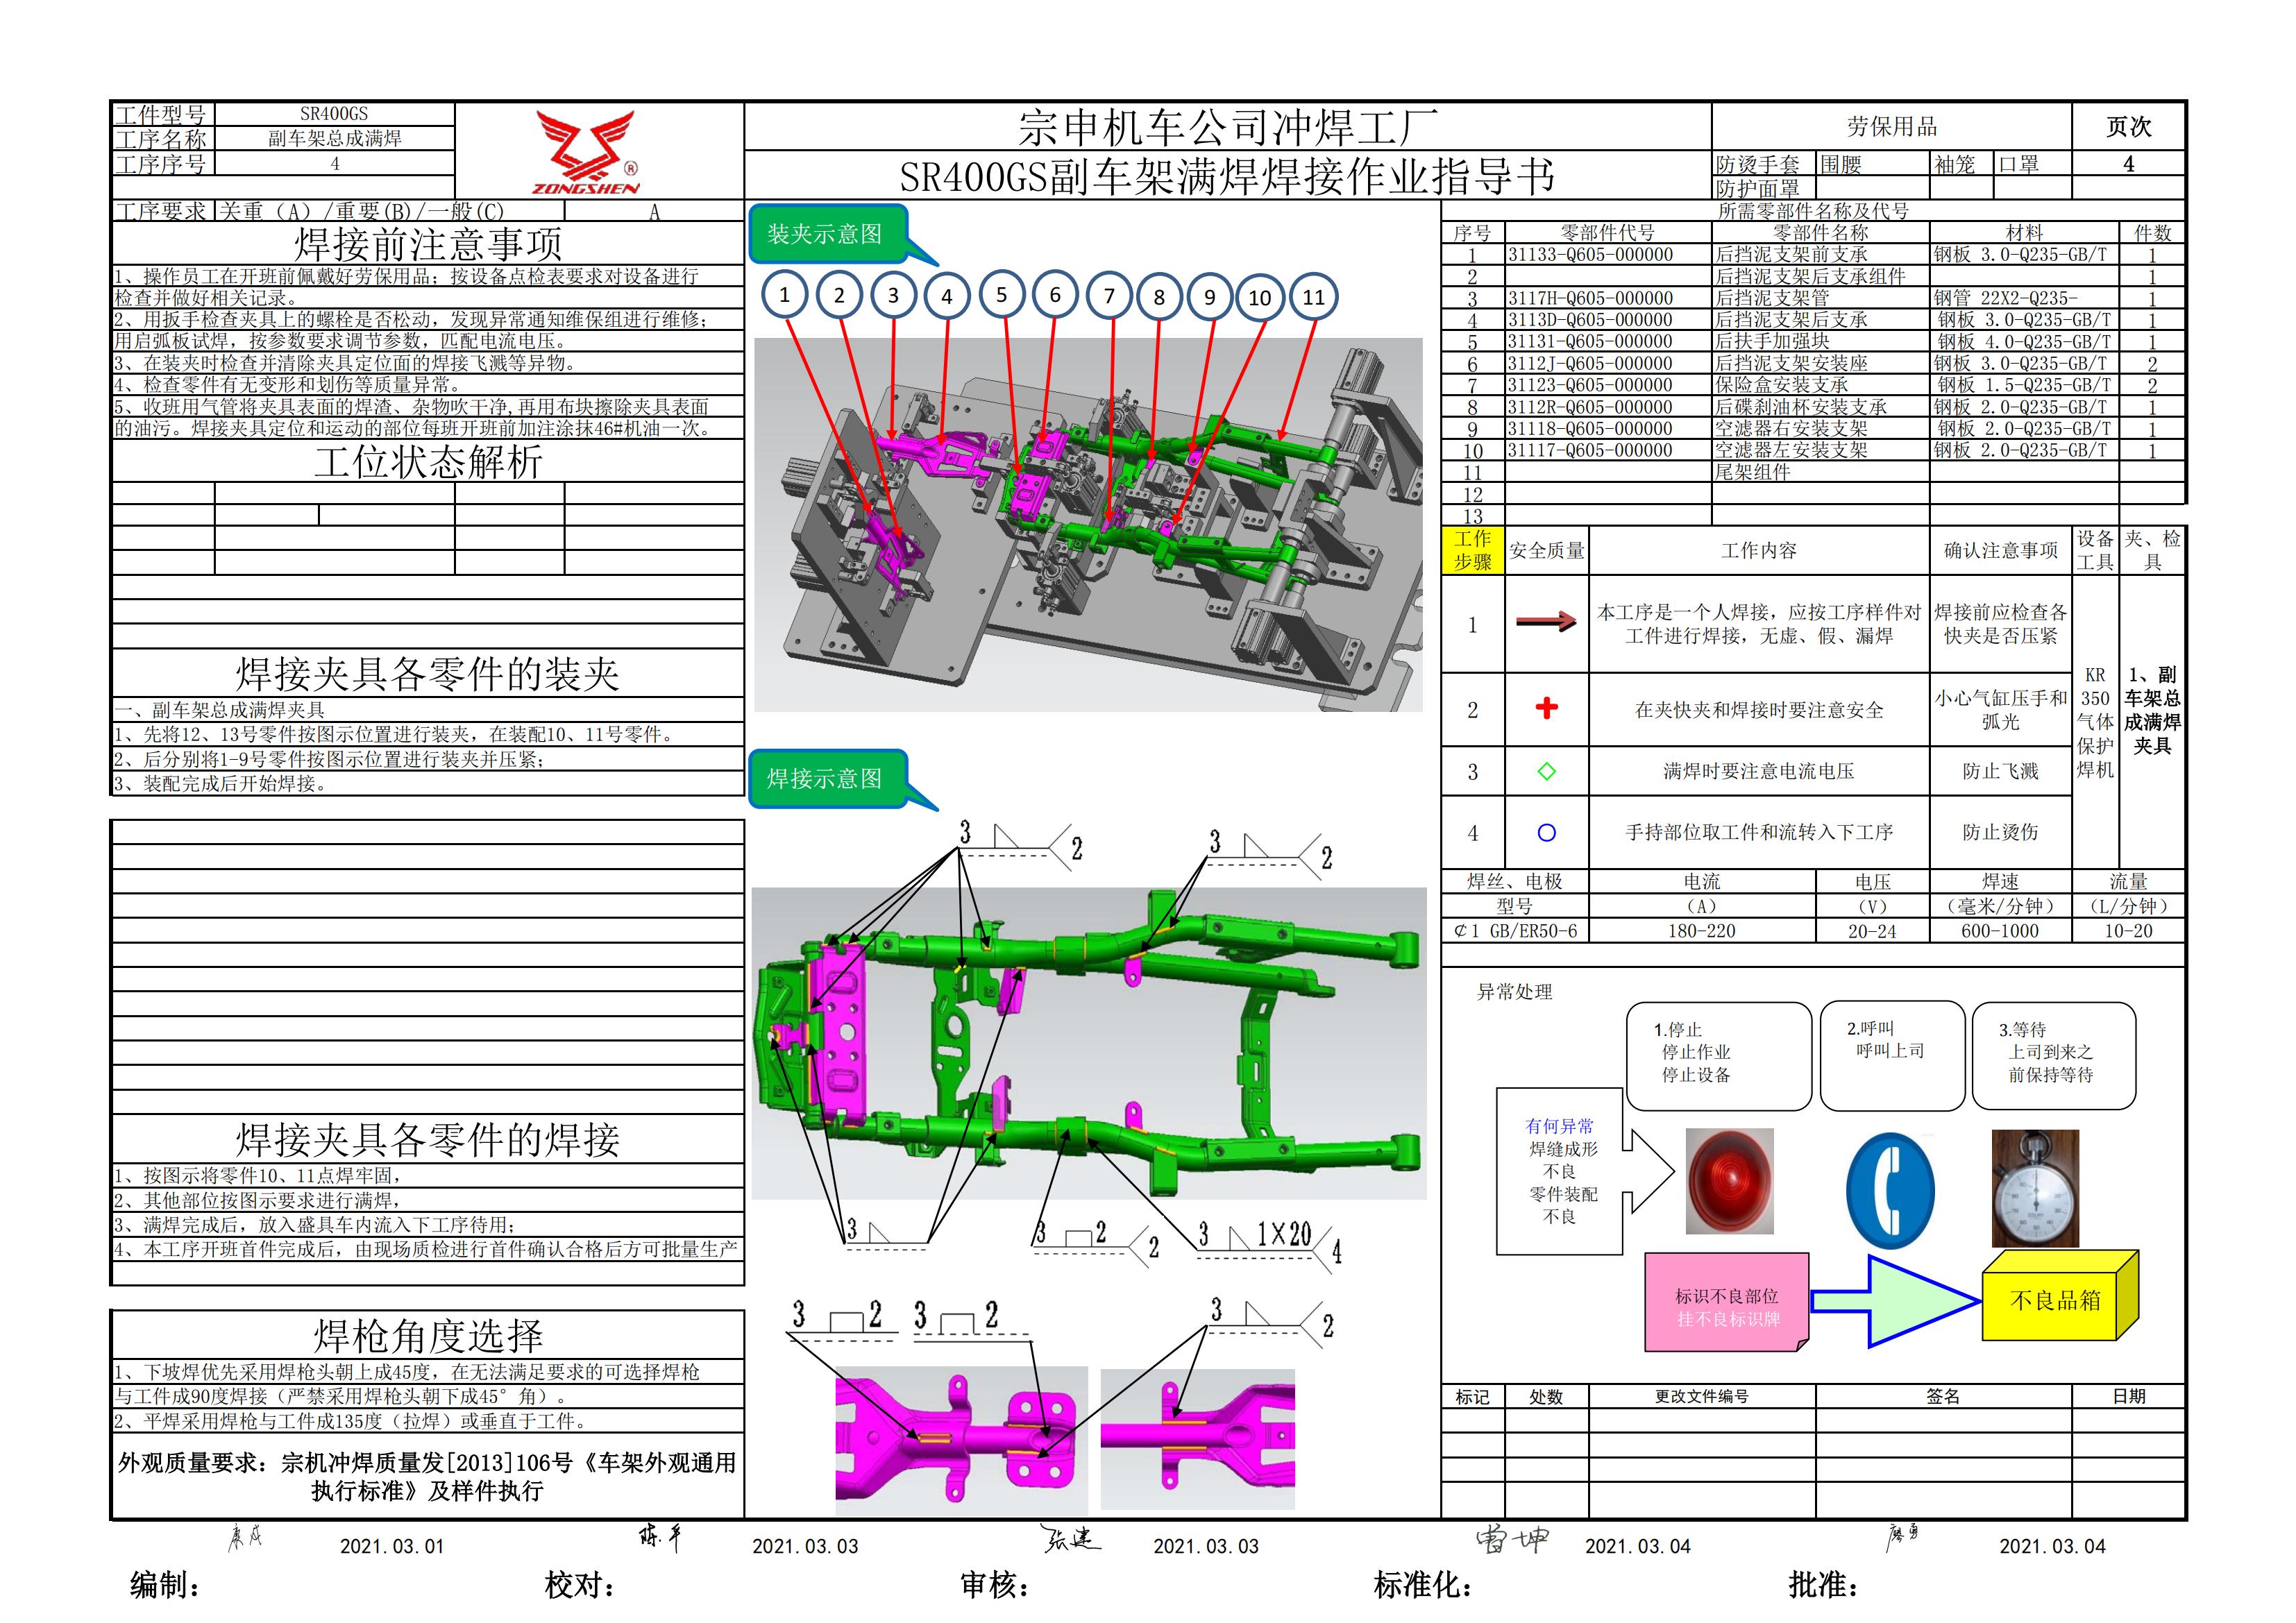 工件型号 SR400GS
工序名称 副车架总成满焊
工序序号 4
ZONGSHEN ®
宗申机车公司冲焊工厂
SR400GS副车架满焊焊接作业指导书
劳保用品 页次
防烫手套 围腰 袖笼 口罩 4
防护面罩
工序要求 关重（A）/重要(B)/一般(C) A
焊接前注意事项
1、操作员工在开班前佩戴好劳保用品；按设备点检表要求对设备进行
检查并做好相关记录。
2、用扳手检查夹具上的螺栓是否松动，发现异常通知维保组进行维修；
用启弧板试焊，按参数要求调节参数，匹配电流电压。
3、在装夹时检查并清除夹具定位面的焊接飞溅等异物。
4、检查零件有无变形和划伤等质量异常。
5、收班用气管将夹具表面的焊渣、杂物吹干净,再用布块擦除夹具表面
的油污。焊接夹具定位和运动的部位每班开班前加注涂抹46#机油一次。
工位状态解析
焊接夹具各零件的装夹
一、副车架总成满焊夹具
1、先将12、13号零件按图示位置进行装夹，在装配10、11号零件。
2、后分别将1-9号零件按图示位置进行装夹并压紧；
3、装配完成后开始焊接。
焊接夹具各零件的焊接
1、按图示将零件10、11点焊牢固，
2、其他部位按图示要求进行满焊，
3、满焊完成后，放入盛具车内流入下工序待用；
4、本工序开班首件完成后，由现场质检进行首件确认合格后方可批量生产
焊枪角度选择
1、下坡焊优先采用焊枪头朝上成45度，在无法满足要求的可选择焊枪
与工件成90度焊接（严禁采用焊枪头朝下成45°角）。
2、平焊采用焊枪与工件成135度（拉焊）或垂直于工件。
外观质量要求：宗机冲焊质量发[2013]106号《车架外观通用
执行标准》及样件执行
装夹示意图
1 2 3 4 5 6 7 8 9 10 11
焊接示意图
3 2 3 2
3 3 2 2 3 1×20 4
3 2 3 2 3 2
所需零部件名称及代号
序号 零部件代号 零部件名称 材料 件数
1 31133-Q605-000000 后挡泥支架前支承 钢板 3.0-Q235-GB/T 1
2 后挡泥支架后支承组件 1
3 3117H-Q605-000000 后挡泥支架管 钢管 22X2-Q235- 1
4 3113D-Q605-000000 后挡泥支架后支承 钢板 3.0-Q235-GB/T 1
5 31131-Q605-000000 后扶手加强块 钢板 4.0-Q235-GB/T 1
6 3112J-Q605-000000 后挡泥支架安装座 钢板 3.0-Q235-GB/T 2
7 31123-Q605-000000 保险盒安装支承 钢板 1.5-Q235-GB/T 2
8 3112R-Q605-000000 后碟刹油杯安装支承 钢板 2.0-Q235-GB/T 1
9 31118-Q605-000000 空滤器右安装支架 钢板 2.0-Q235-GB/T 1
10 31117-Q605-000000 空滤器左安装支架 钢板 2.0-Q235-GB/T 1
11 尾架组件
12
13
工作步骤 安全质量 工作内容 确认注意事项 设备工具 夹、检具
1 本工序是一个人焊接，应按工序样件对 焊接前应检查各
工件进行焊接，无虚、假、漏焊 快夹是否压紧
2 在夹快夹和焊接时要注意安全 小心气缸压手和
弧光
3 满焊时要注意电流电压 防止飞溅
4 手持部位取工件和流转入下工序 防止烫伤
KR
350
气体
保护
焊机
1、副
车架总
成满焊
夹具
焊丝、电极 电流 电压 焊速 流量
型号 （A） （V） （毫米/分钟） （L/分钟）
¢1 GB/ER50-6 180-220 20-24 600-1000 10-20
异常处理
1.停止
停止作业
停止设备
2.呼叫
呼叫上司
3.等待
上司到来之
前保持等待
有何异常
焊缝成形
不良
零件装配
不良
标识不良部位
挂不良标识牌
不良品箱
标记 处数 更改文件编号 签名 日期
康成 2021.03.01 陈平 2021.03.03 张建 2021.03.03 雷坤 2021.03.04 廖勇 2021.03.04
编制： 校对： 审核： 标准化： 批准：